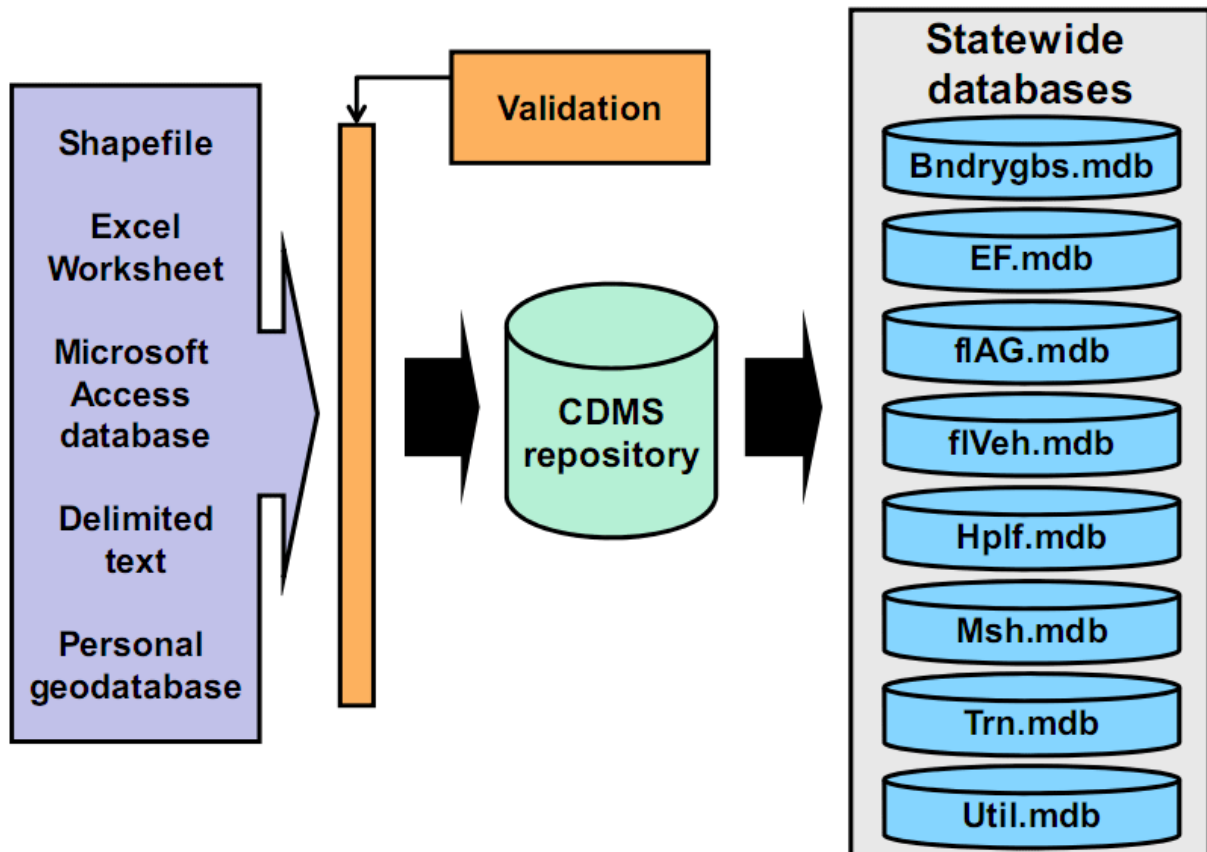 Shapefile
Excel
Worksheet
Microsoft
Access
database
Delimited
text
Personal
geodatabase
Validation
CDMS
repository
Statewide
databases
Bndrygbs.mdb
EF.mdb
flAG.mdb
flVeh.mdb
Hplf.mdb
Msh.mdb
Trn.mdb
Util.mdb